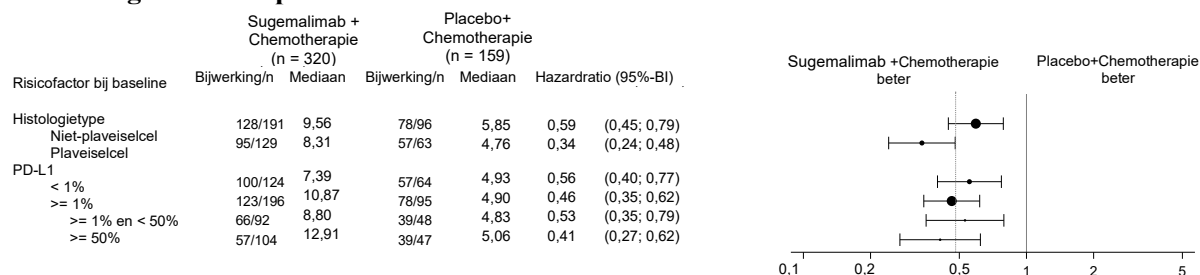 Sugemalimab +
Chemotherapie
(n = 320)
Placebo+
Chemotherapie
(n = 159)
Risicofactor bij baseline Bijwerking/n Mediaan Bijwerking/n Mediaan Hazardratio (95%-BI)
Sugemalimab +Chemotherapie
beter
Placebo+Chemotherapie
beter
Histologietype
Niet-plaveiselcel 128/191 9,56 78/96 5,85 0,59 (0,45; 0,79)
Plaveiselcel 95/129 8,31 57/63 4,76 0,34 (0,24; 0,48)
PD-L1
< 1% 100/124 7,39 57/64 4,93 0,56 (0,40; 0,77)
>= 1% 123/196 10,87 78/95 4,90 0,46 (0,35; 0,62)
>= 1% en < 50% 66/92 8,80 39/48 4,83 0,53 (0,35; 0,79)
>= 50% 57/104 12,91 39/47 5,06 0,41 (0,27; 0,62)
0,1 0,2 0,5 1 2 5